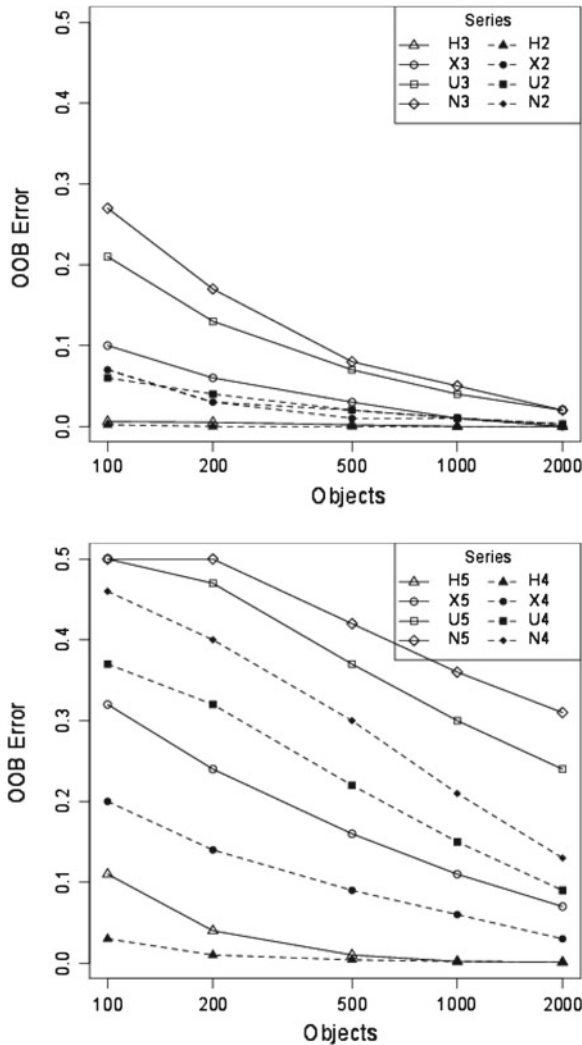 0.5
0.4
0.3
0.2
0.1
0.0
OOB Error
Series
H3 H2
X3 X2
U3 U2
N3 N2
100 200 500 1000 2000
Objects
0.5
0.4
0.3
0.2
0.1
0.0
OOB Error
Series
H5 H4
X5 X4
U5 U4
N5 N4
100 200 500 1000 2000
Objects